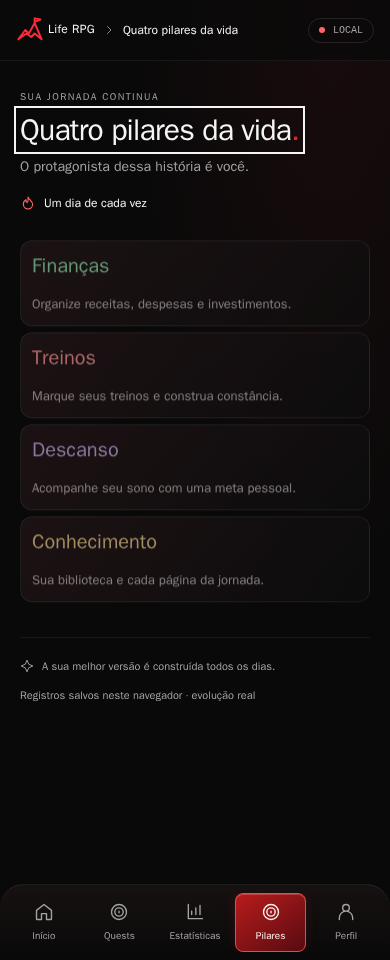 Life RPG > Quatro pilares da vida
LOCAL
SUA JORNADA CONTINUA
Quatro pilares da vida.
O protagonista dessa história é você.
Um dia de cada vez
Finanças
Organize receitas, despesas e investimentos.
Treinos
Marque seus treinos e construa constância.
Descanso
Acompanhe seu sono com uma meta pessoal.
Conhecimento
Sua biblioteca e cada página da jornada.
A sua melhor versão é construída todos os dias.
Registros salvos neste navegador · evolução real
Início
Quests
Estatísticas
Pilares
Perfil